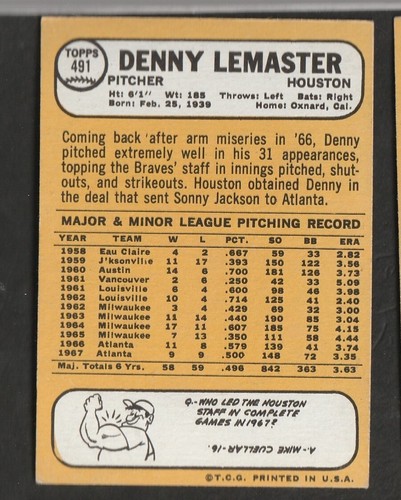 TOPPS
491
DENNY LEMASTER
PITCHER HOUSTON
Ht: 6'1" Wt: 185 Throws: Left Bats: Right
Born: Feb. 25, 1939 Home: Oxnard, Cal.
Coming back after arm miseries in '66, Denny
pitched extremely well in his 31 appearances,
topping the Braves' staff in innings pitched, shut-
outs, and strikeouts. Houston obtained Denny in
the deal that sent Sonny Jackson to Atlanta.
MAJOR & MINOR LEAGUE PITCHING RECORD
YEAR TEAM W L PCT. SO BB ERA
1958 Eau Claire 4 2 .667 59 33 2.82
1959 J'ksonville 11 17 .393 150 122 3.56
1960 Austin 14 6 .700 181 126 3.73
1961 Vancouver 2 6 .250 42 33 5.09
1961 Louisville 6 4 .600 98 46 3.98
1962 Louisville 10 4 .714 125 41 2.40
1962 Milwaukee 3 4 .429 69 32 3.00
1963 Milwaukee 11 14 .440 190 85 3.04
1964 Milwaukee 17 11 .607 185 75 4.15
1965 Milwaukee 7 13 .350 111 58 4.44
1966 Atlanta 11 8 .579 139 41 3.74
1967 Atlanta 9 9 .500 148 72 3.35
Maj. Totals 6 Yrs. 58 59 .496 842 363 3.63
Q.-WHO LED THE HOUSTON
STAFF IN COMPLETE
GAMES IN 1967?
A.-MIKE CUELLAR-16.
©T.C.G. PRINTED IN U.S.A.